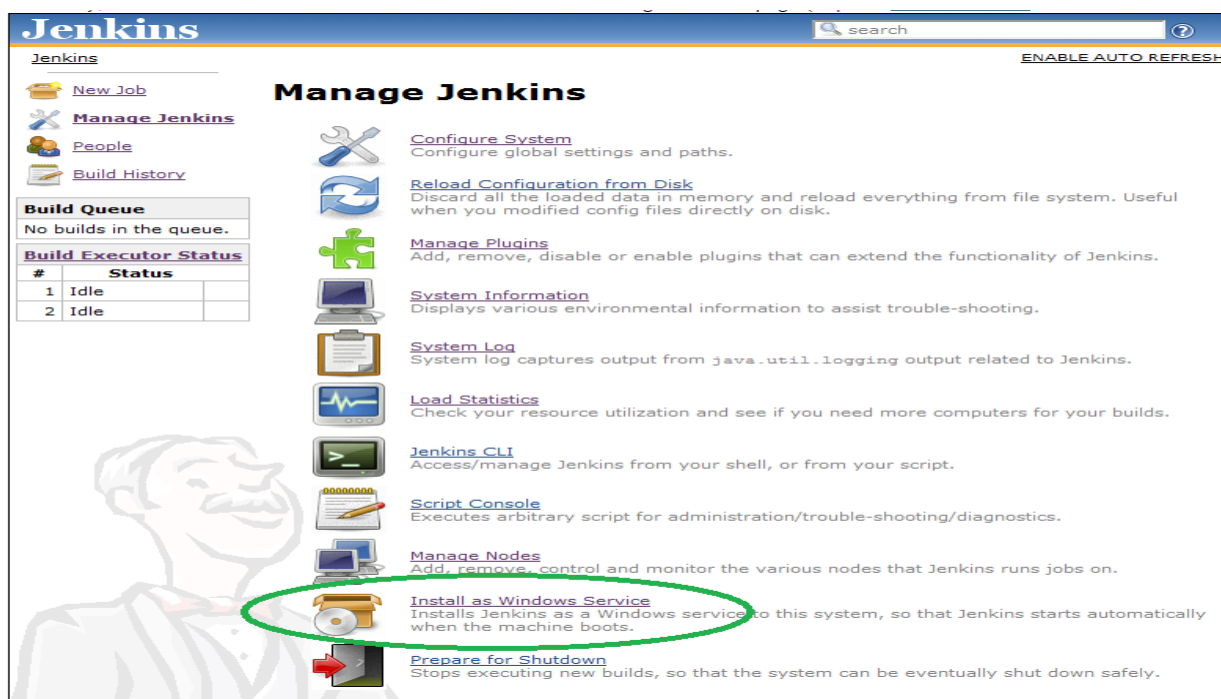 Jenkins
search
Jenkins
ENABLE AUTO REFRESH
New Job
Manage Jenkins
People
Build History
Build Queue
No builds in the queue.
Build Executor Status
# Status
1 Idle
2 Idle
Manage Jenkins
Configure System
Configure global settings and paths.
Reload Configuration from Disk
Discard all the loaded data in memory and reload everything from file system. Useful
when you modified config files directly on disk.
Manage Plugins
Add, remove, disable or enable plugins that can extend the functionality of Jenkins.
System Information
Displays various environmental information to assist trouble-shooting.
System Log
System log captures output from java.util.logging output related to Jenkins.
Load Statistics
Check your resource utilization and see if you need more computers for your builds.
Jenkins CLI
Access/manage Jenkins from your shell, or from your script.
Script Console
Executes arbitrary script for administration/trouble-shooting/diagnostics.
Manage Nodes
Add, remove, control and monitor the various nodes that Jenkins runs jobs on.
Install as Windows Service
Installs Jenkins as a Windows service to this system, so that Jenkins starts automatically
when the machine boots.
Prepare for Shutdown
Stops executing new builds, so that the system can be eventually shut down safely.